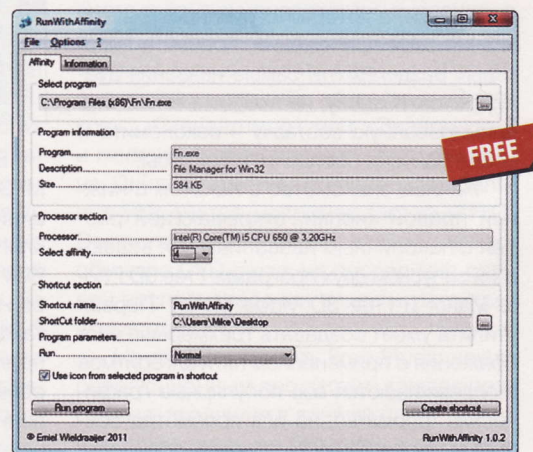 RunWithAffinity
File Options ?
Affinity Information
Select program
C:\Program Files (x86)\Fn\Fn.exe ...
FREE
Program information
Program Fn.exe
Description File Manager for Win32
Size 584 КБ
Processor section
Processor Intel(R) Core(TM) i5 CPU 650 @ 3.20GHz
Select affinity 4
Shortcut section
Shortcut name RunWithAffinity
ShortCut folder C:\Users\Mike\Desktop ...
Program parameters
Run Normal
Use icon from selected program in shortcut
Run program Create shortcut
© Emiel Wieldraaijer 2011 RunWithAffinity 1.0.2